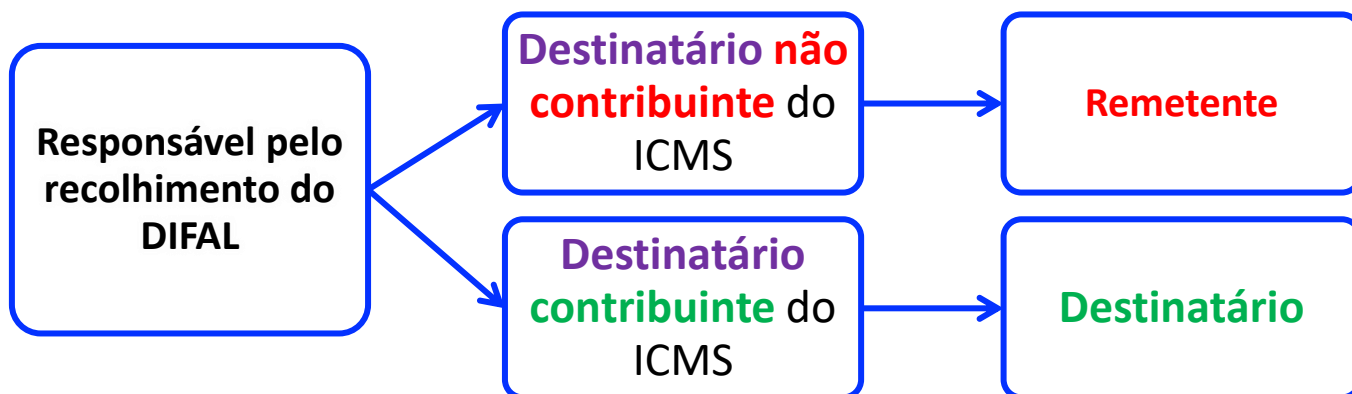 Responsável pelo
recolhimento do
DIFAL
Destinatário não
contribuinte do
ICMS
Remetente
Destinatário
contribuinte do
ICMS
Destinatário